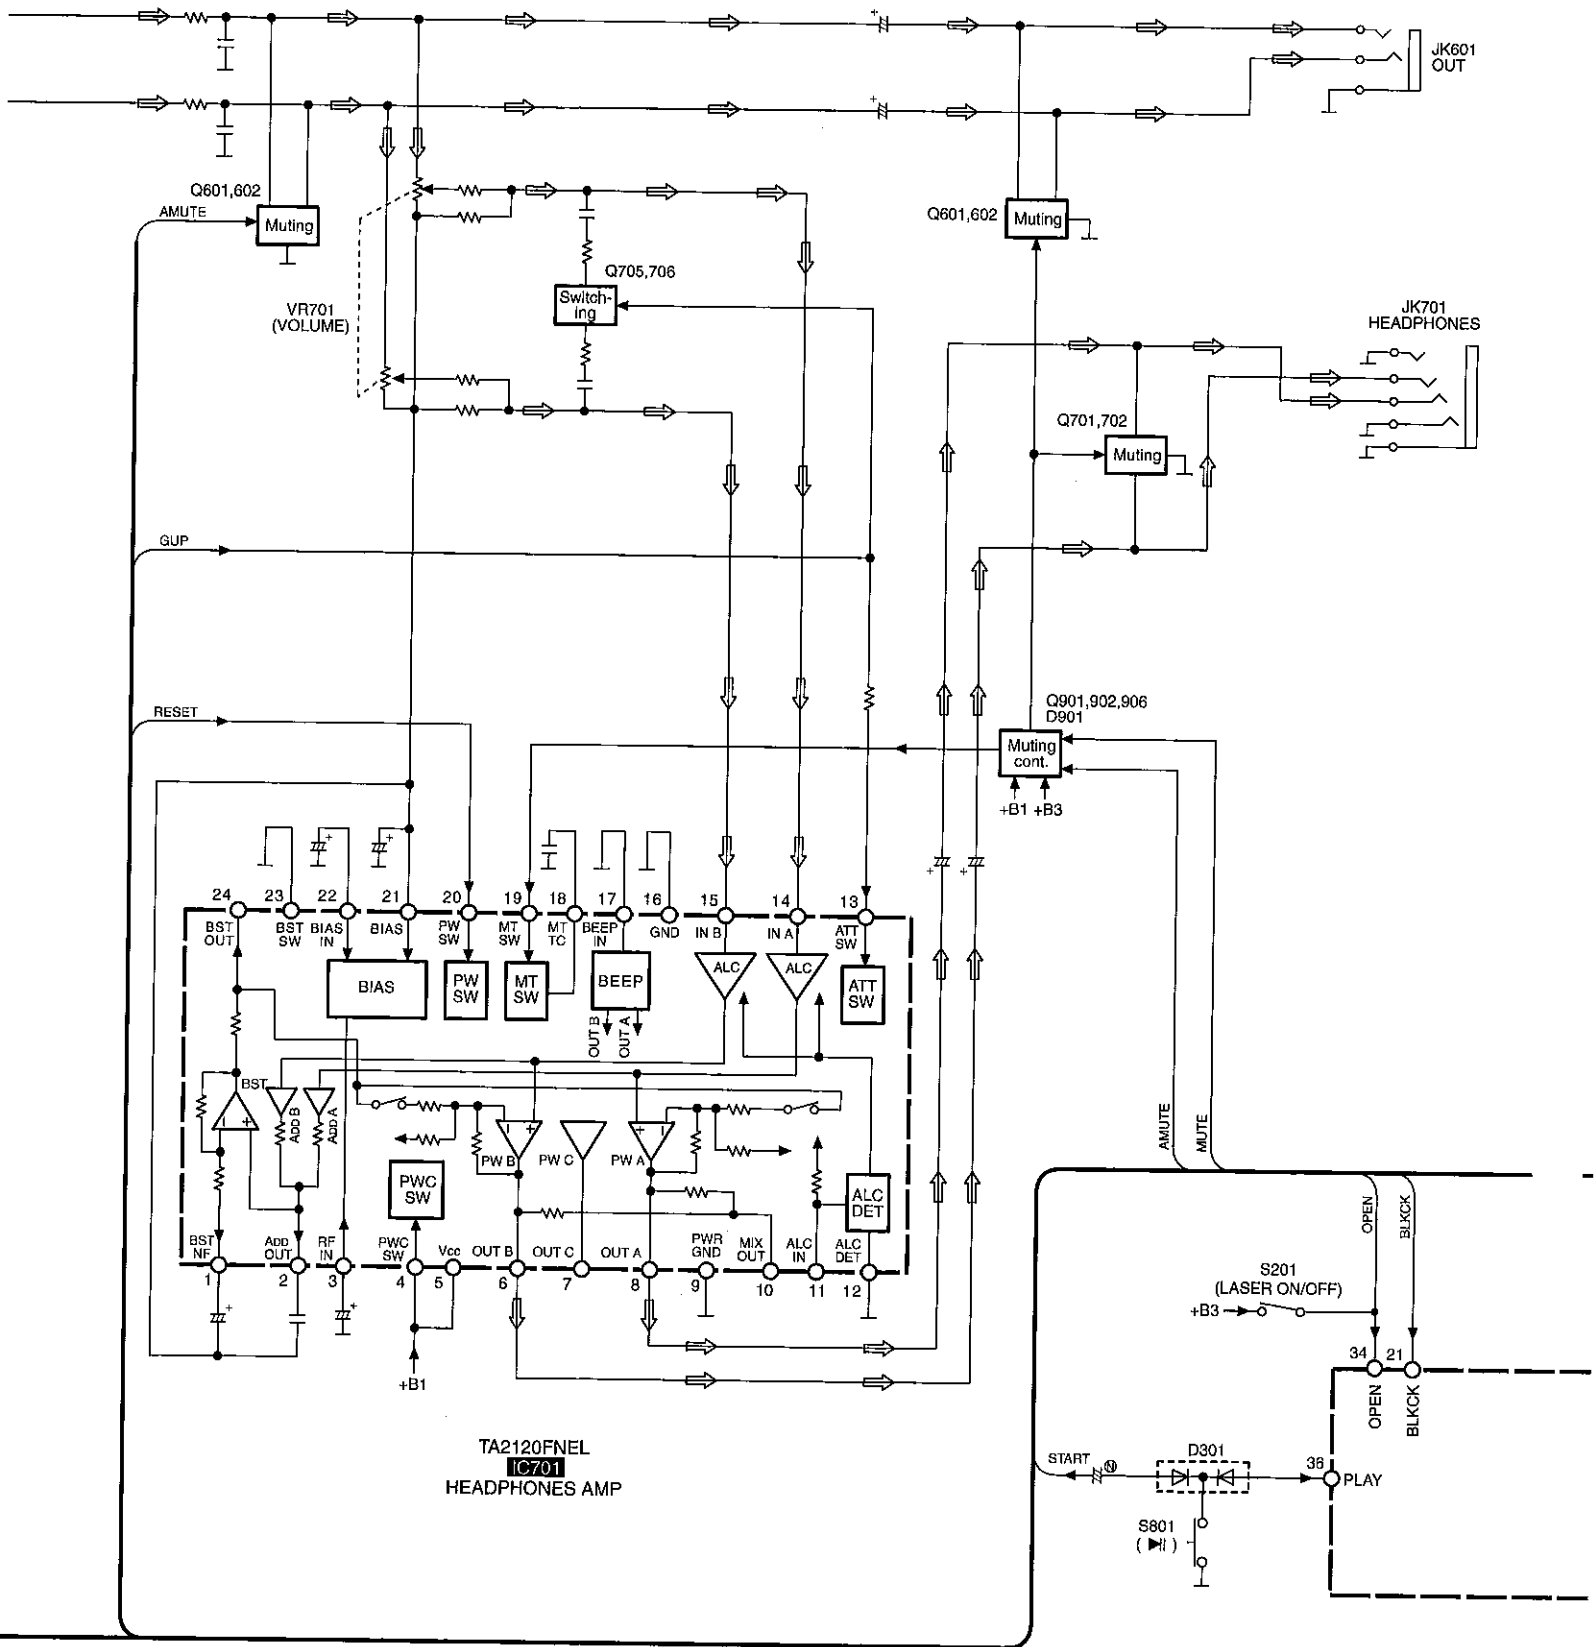 JK601
OUT
Q601,602
AMUTE
Muting
Q601,602
Muting
Q705,706
Switch-
ing
VR701
(VOLUME)
JK701
HEADPHONES
Q701,702
Muting
GUP
RESET
Q901,902,906
D901
Muting
cont.
+B1 +B3
24 23 22 21 20 19 18 17 16 15 14 13
BST
OUT
BST
SW
BIAS
IN
BIAS
PW
SW
MT
SW
MT
TC
BEEP
IN
GND
IN B
IN A
ATT
SW
BIAS
PW
SW
MT
SW
BEEP
ALC
ALC
ATT
SW
OUT B
OUT A
BST
ADD B
ADD A
PW B
PW C
PW A
PWC
SW
ALC
DET
BST
NF
ADD
OUT
RF
IN
PWC
SW
Vcc
OUT B
OUT C
OUT A
PWR
GND
MIX
OUT
ALC
IN
ALC
DET
1 2 3 4 5 6 7 8 9 10 11 12
+B1
AMUTE
MUTE
OPEN
BLKCK
S201
(LASER ON/OFF)
+B3
34 21
OPEN
BLKCK
TA2120FNEL
IC701
HEADPHONES AMP
START
N
D301
36
PLAY
S801